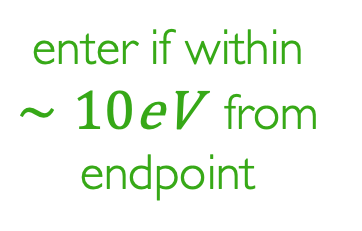 enter if within
~ 10eV from
endpoint